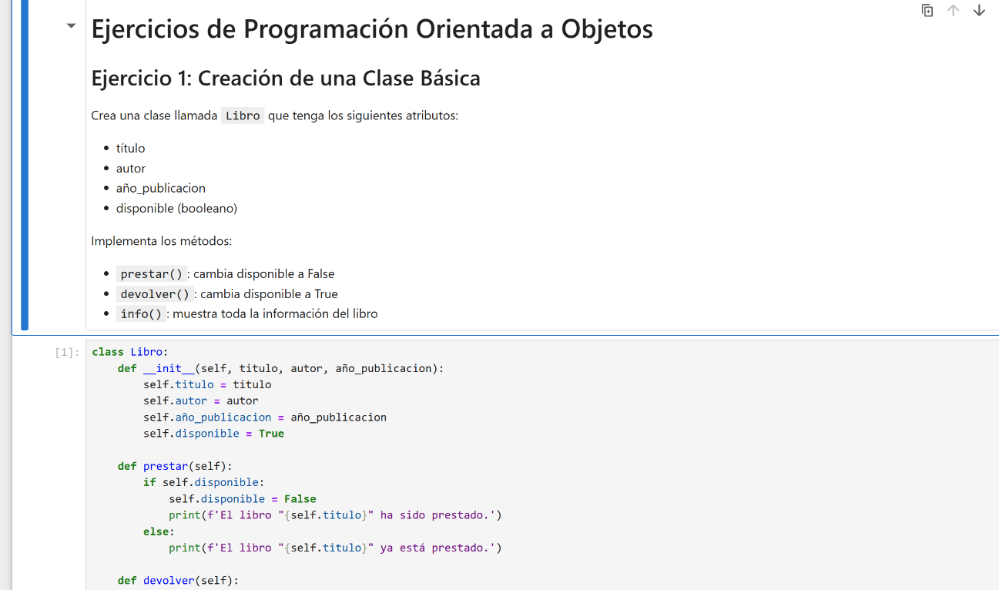 Ejercicios de Programación Orientada a Objetos
Ejercicio 1: Creación de una Clase Básica
Crea una clase llamada Libro que tenga los siguientes atributos:
• título
• autor
• año_publicacion
• disponible (booleano)
Implementa los métodos:
• prestar() : cambia disponible a False
• devolver() : cambia disponible a True
• info() : muestra toda la información del libro
[1]:
class Libro:
    def __init__(self, titulo, autor, año_publicacion):
        self.titulo = titulo
        self.autor = autor
        self.año_publicacion = año_publicacion
        self.disponible = True

    def prestar(self):
        if self.disponible:
            self.disponible = False
            print(f'El libro "{self.titulo}" ha sido prestado.')
        else:
            print(f'El libro "{self.titulo}" ya está prestado.')

    def devolver(self):